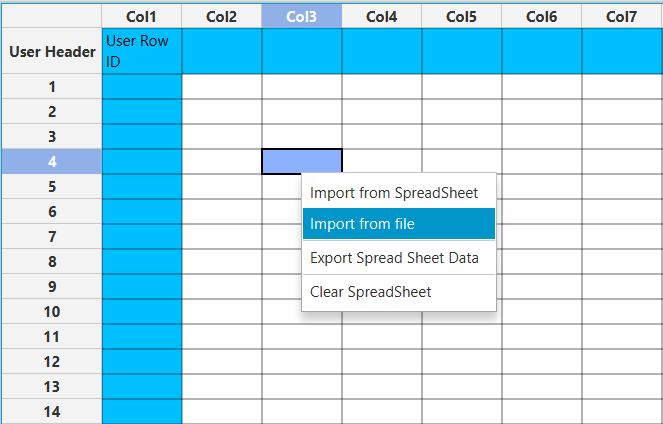 Col1 Col2 Col3 Col4 Col5 Col6 Col7
User Header User Row
ID
1
2
3
4
5
Import from SpreadSheet
6
Import from file
7
8
Export Spread Sheet Data
9
Clear SpreadSheet
10
11
12
13
14